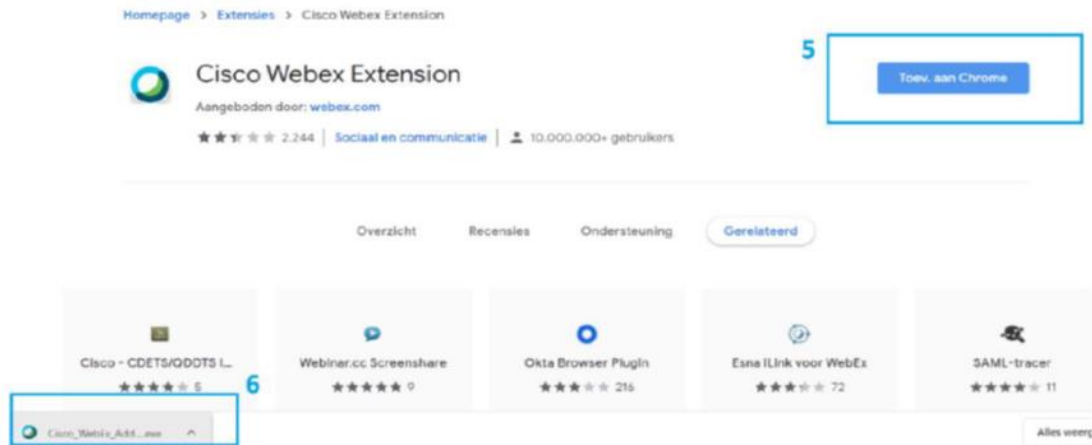 Homepage > Extensies > Cisco Webex Extension
5
Toev. aan Chrome
Cisco Webex Extension
Aangeboden door: webex.com
2.244 | Sociaal en communicatie | 10.000.000+ gebruikers
Overzicht Recensies Ondersteuning Gerelateerd
Cisco - CDETS/QDDTS I... Webinar.cc Screenshare Okta Browser Plugin Esna iLink voor WebEx SAML-tracer
5 9 216 72 11
6
Cisco_Webex_Add....exe Alles